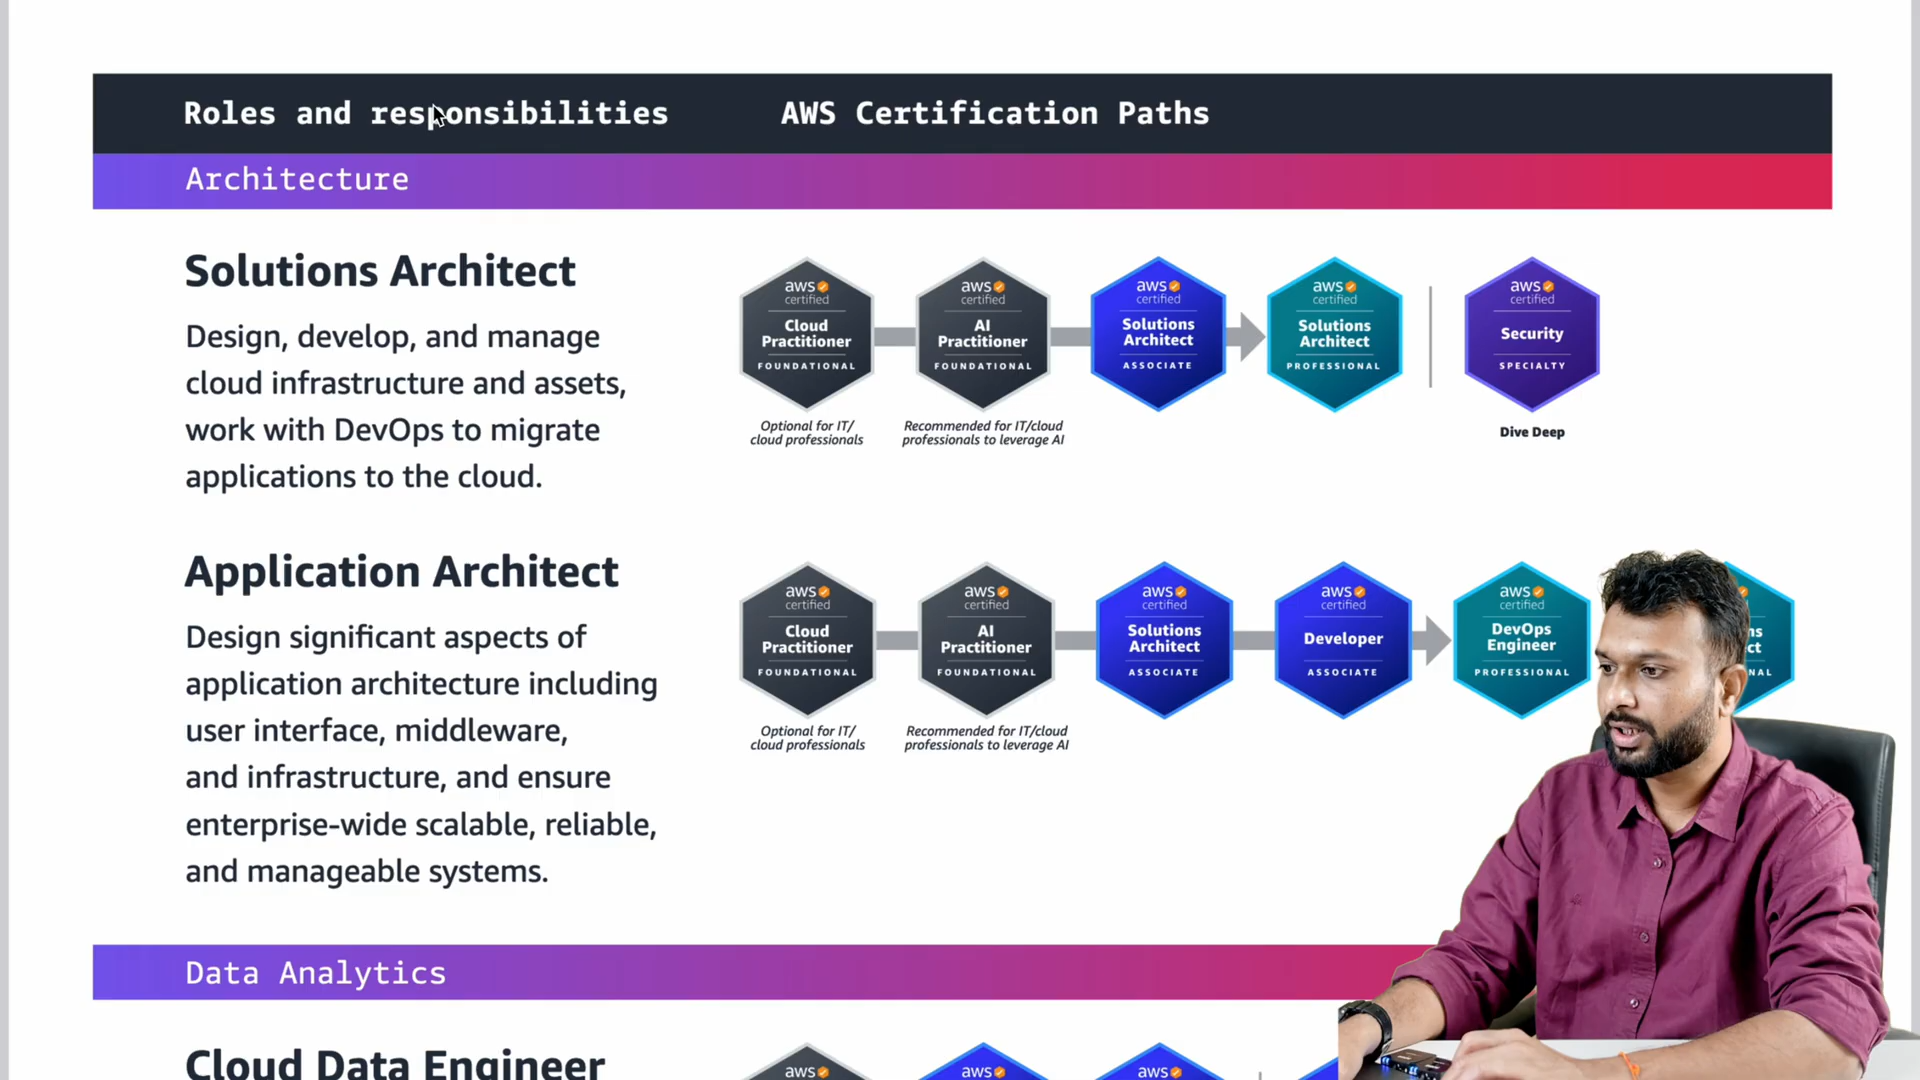 Roles and responsibilities
AWS Certification Paths
Architecture
Solutions Architect
Design, develop, and manage
cloud infrastructure and assets,
work with DevOps to migrate
applications to the cloud.
aws
certified
Cloud
Practitioner
FOUNDATIONAL
Optional for IT/
cloud professionals
aws
certified
AI
Practitioner
FOUNDATIONAL
Recommended for IT/cloud
professionals to leverage AI
aws
certified
Solutions
Architect
ASSOCIATE
aws
certified
Solutions
Architect
PROFESSIONAL
aws
certified
Security
SPECIALTY
Dive Deep
Application Architect
Design significant aspects of
application architecture including
user interface, middleware,
and infrastructure, and ensure
enterprise-wide scalable, reliable,
and manageable systems.
aws
certified
Cloud
Practitioner
FOUNDATIONAL
Optional for IT/
cloud professionals
aws
certified
AI
Practitioner
FOUNDATIONAL
Recommended for IT/cloud
professionals to leverage AI
aws
certified
Solutions
Architect
ASSOCIATE
aws
certified
Developer
ASSOCIATE
aws
certified
DevOps
Engineer
PROFESSIONAL
Data Analytics
Cloud Data Engineer
aws
aws
aws